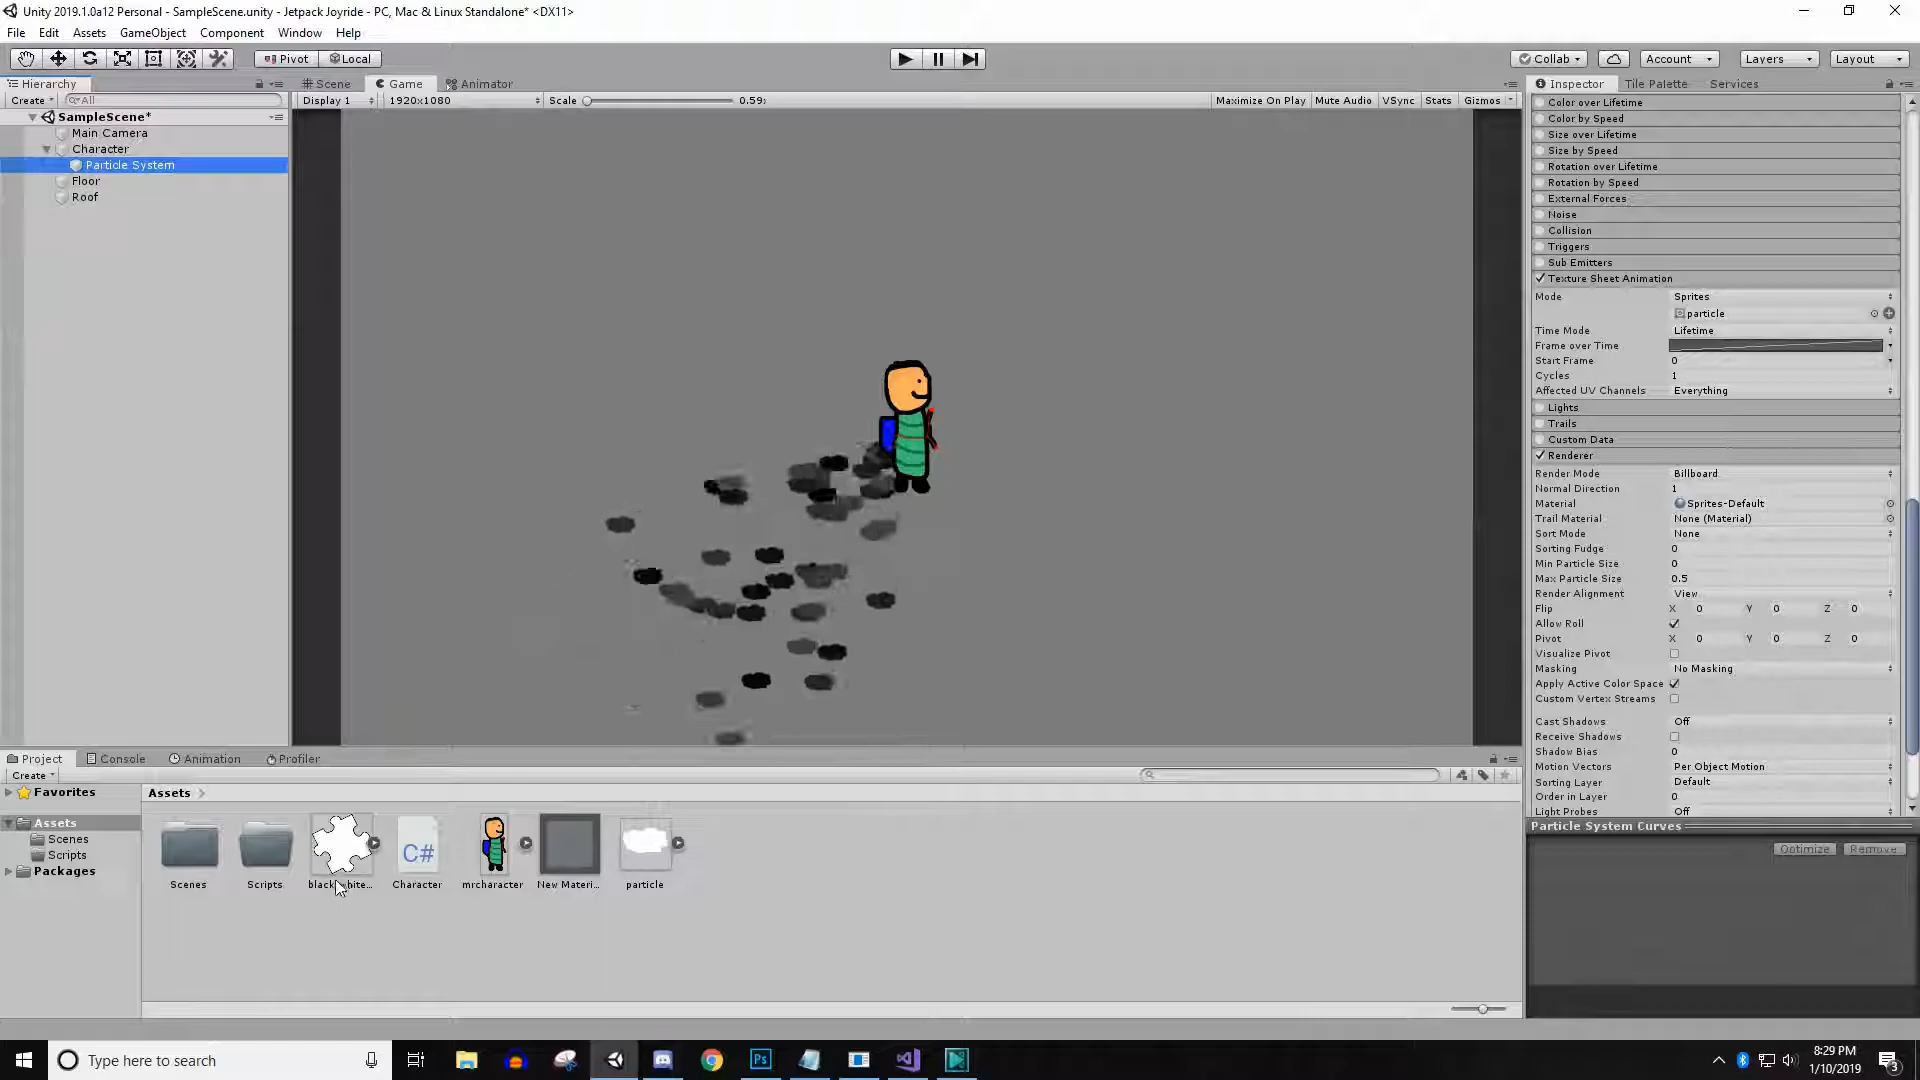 Unity 2019.1.0a12 Personal - SampleScene.unity - Jetpack Joyride - PC, Mac & Linux Standalone* <DX11>
File Edit Assets GameObject Component Window Help
Pivot Local Collab Account Layers Layout
Hierarchy Scene Game Animator Inspector Tile Palette Services
Create All Display 1 1920x1080 Scale 0.59: Maximize On Play Mute Audio VSync Stats Gizmos
SampleScene*
Main Camera
Character
Particle System
Floor
Roof
Color over Lifetime
Color by Speed
Size over Lifetime
Size by Speed
Rotation over Lifetime
Rotation by Speed
External Forces
Noise
Collision
Triggers
Sub Emitters
Texture Sheet Animation
Mode Sprites
particle
Time Mode Lifetime
Frame over Time
Start Frame 0
Cycles 1
Affected UV Channels Everything
Lights
Trails
Custom Data
Renderer
Render Mode Billboard
Normal Direction 1
Material Sprites-Default
Trail Material None (Material)
Sort Mode None
Sorting Fudge 0
Min Particle Size 0
Max Particle Size 0.5
Render Alignment View
Flip X 0 Y 0 Z 0
Allow Roll
Pivot X 0 Y 0 Z 0
Visualize Pivot
Masking No Masking
Apply Active Color Space
Custom Vertex Streams
Cast Shadows Off
Receive Shadows
Shadow Bias 0
Motion Vectors Per Object Motion
Sorting Layer Default
Order in Layer 0
Light Probes Off
Particle System Curves
Optimize Remove
Project Console Animation Profiler
Create
Favorites
Assets
Scenes
Scripts
Packages
Assets
C#
Scenes Scripts black white... Character mrcharacter New Materi... particle
Type here to search
Ps
8:29 PM
1/10/2019
3